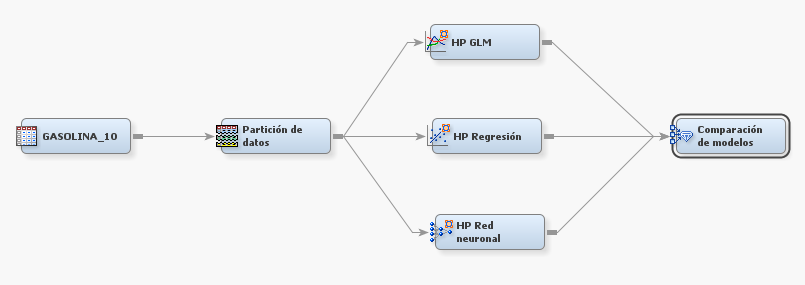 HP GLM
GASOLINA_10
Partición de
datos
HP Regresión
Comparación
de modelos
HP Red
neuronal